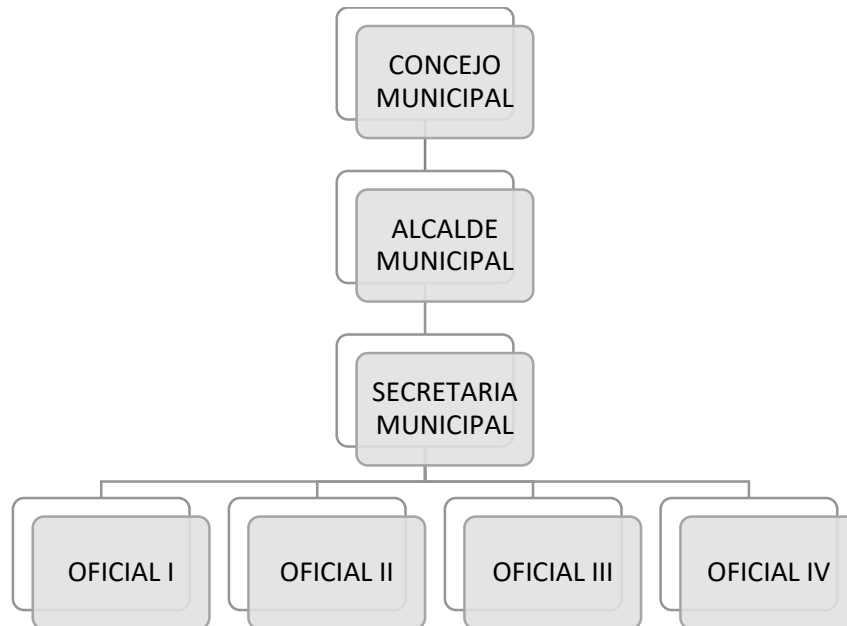 CONCEJO
MUNICIPAL
ALCALDE
MUNICIPAL
SECRETARIA
MUNICIPAL
OFICIAL I
OFICIAL II
OFICIAL III
OFICIAL IV